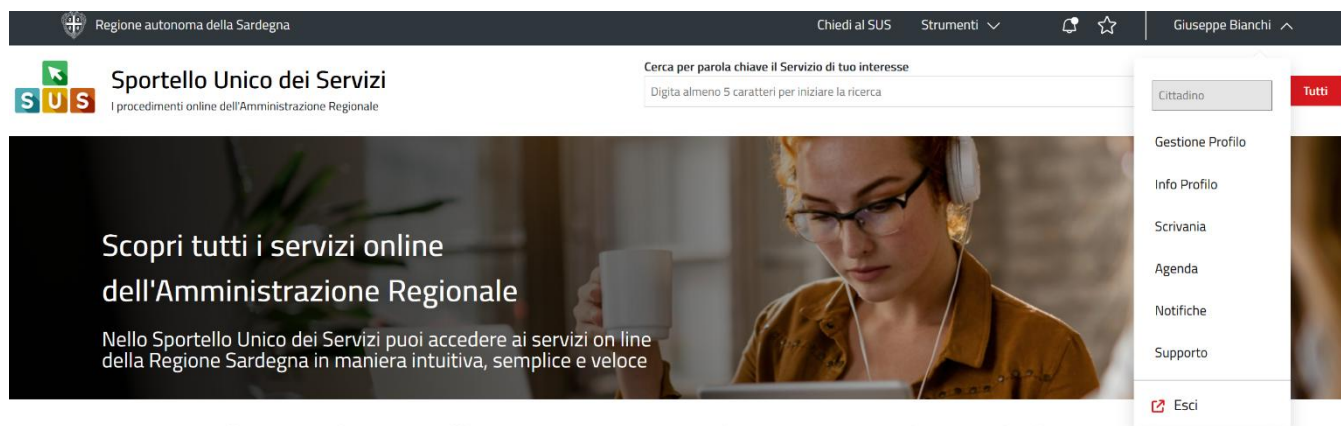 Regione autonoma della Sardegna
Chiedi al SUS
Strumenti
Giuseppe Bianchi
SUS
Sportello Unico dei Servizi
I procedimenti online dell'Amministrazione Regionale
Cerca per parola chiave il Servizio di tuo interesse
Digita almeno 5 caratteri per iniziare la ricerca
Tutti
Cittadino
Gestione Profilo
Info Profilo
Scrivania
Agenda
Notifiche
Supporto
Esci
Scopri tutti i servizi online
dell'Amministrazione Regionale
Nello Sportello Unico dei Servizi puoi accedere ai servizi on line
della Regione Sardegna in maniera intuitiva, semplice e veloce